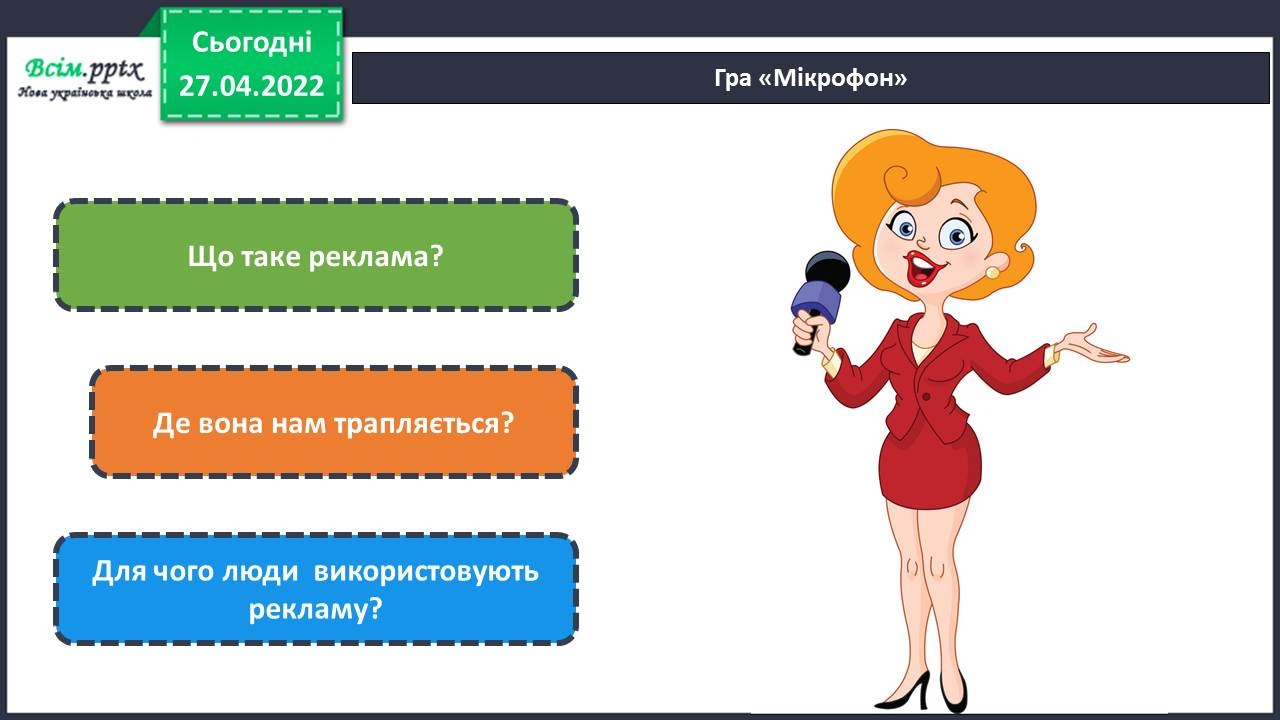 Сьогодні
27.04.2022
Всім.pptx
Нова українська школа
Гра «Мікрофон»
Що таке реклама?
Де вона нам трапляється?
Для чого люди використовують
рекламу?